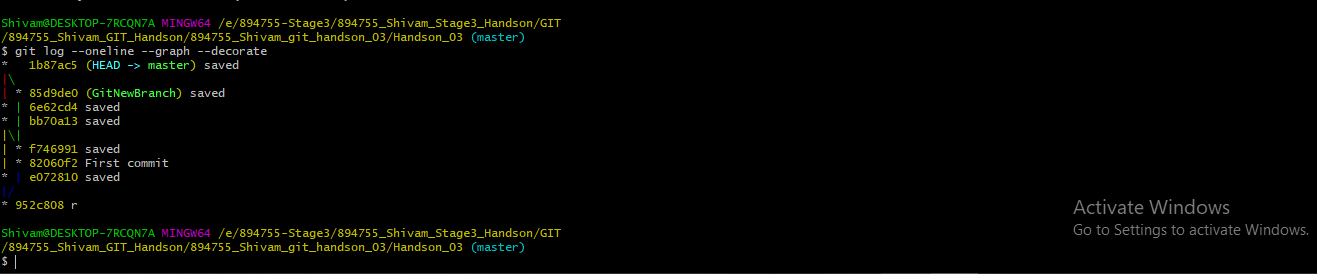 Shivam@DESKTOP-7RCQN7A MINGW64 /e/894755-Stage3/894755_Shivam_Stage3_Handson/GIT
/894755_Shivam_GIT_Handson/894755_Shivam_git_handson_03/Handson_03 (master)
$ git log --oneline --graph --decorate
*   1b87ac5 (HEAD -> master) saved
|\
| * 85d9de0 (GitNewBranch) saved
* | 6e62cd4 saved
* | bb70a13 saved
|\|
| * f746991 saved
| * 82060f2 First commit
* | e072810 saved
|/
* 952c808 r
Shivam@DESKTOP-7RCQN7A MINGW64 /e/894755-Stage3/894755_Shivam_Stage3_Handson/GIT
/894755_Shivam_GIT_Handson/894755_Shivam_git_handson_03/Handson_03 (master)
$
Activate Windows
Go to Settings to activate Windows.